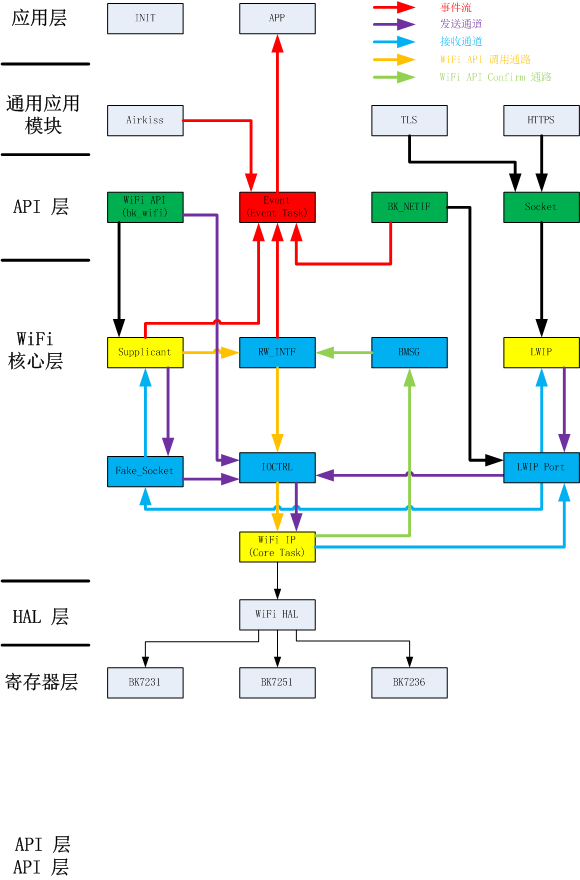 应用层
INIT
APP
事件流
发送通道
接收通道
WiFi API 调用通路
WiFi API Confirm 通路
通用应用
模块
Airkiss
TLS
HTTPS
API 层
WiFi API
(bk_wifi)
Event
(Event Task)
BK_NETIF
Socket
WiFi
核心层
Supplicant
RW_INTF
BMSG
LWIP
Fake_Socket
IOCTRL
LWIP Port
WiFi IP
(Core Task)
HAL 层
WiFi HAL
寄存器层
BK7231
BK7251
BK7236
API 层
API 层